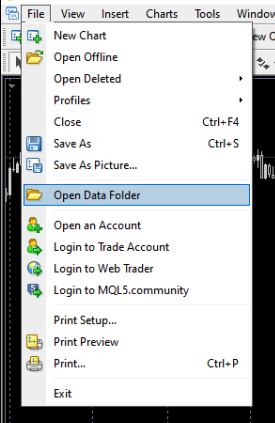 File View Insert Charts Tools Window
New Chart
Open Offline
Open Deleted
Profiles
Close Ctrl+F4
Save As Ctrl+S
Save As Picture...
Open Data Folder
Open an Account
Login to Trade Account
Login to Web Trader
Login to MQL5.community
Print Setup...
Print Preview
Print... Ctrl+P
Exit